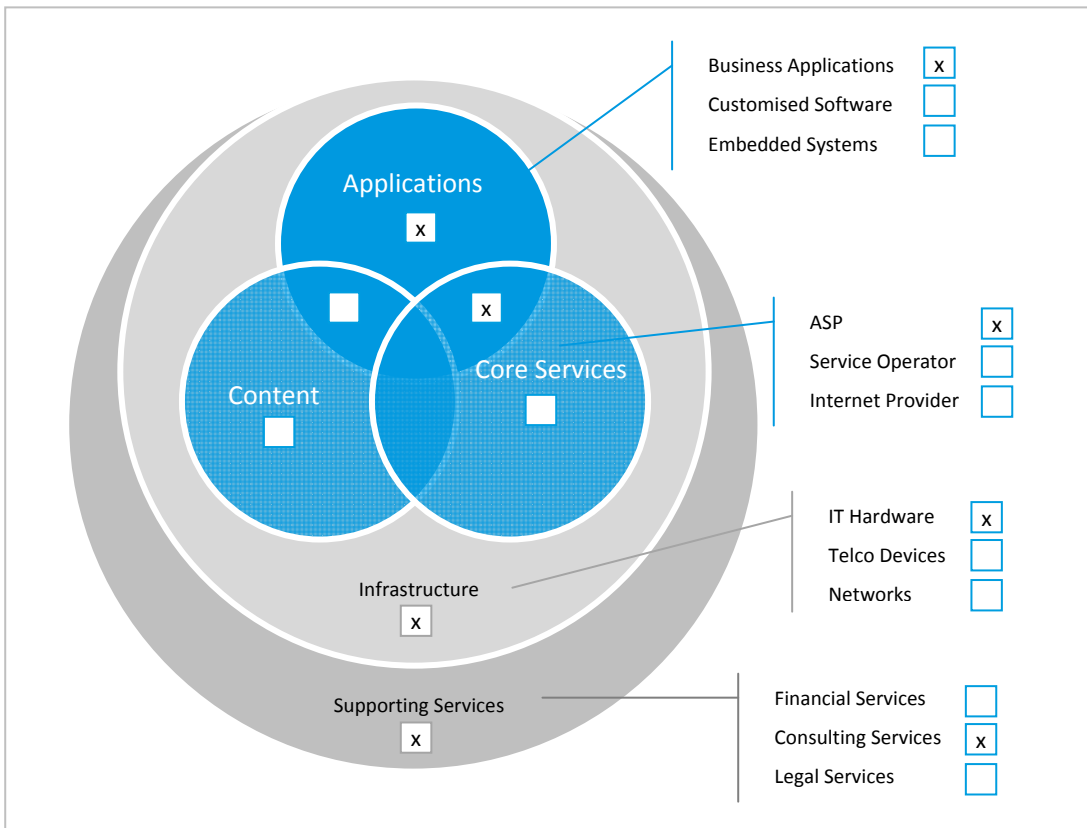 Business Applications x
Customised Software
Embedded Systems
Applications
x
x
ASP x
Service Operator
Internet Provider
Core Services
Content
IT Hardware x
Telco Devices
Networks
Infrastructure
x
Supporting Services
x
Financial Services
Consulting Services x
Legal Services